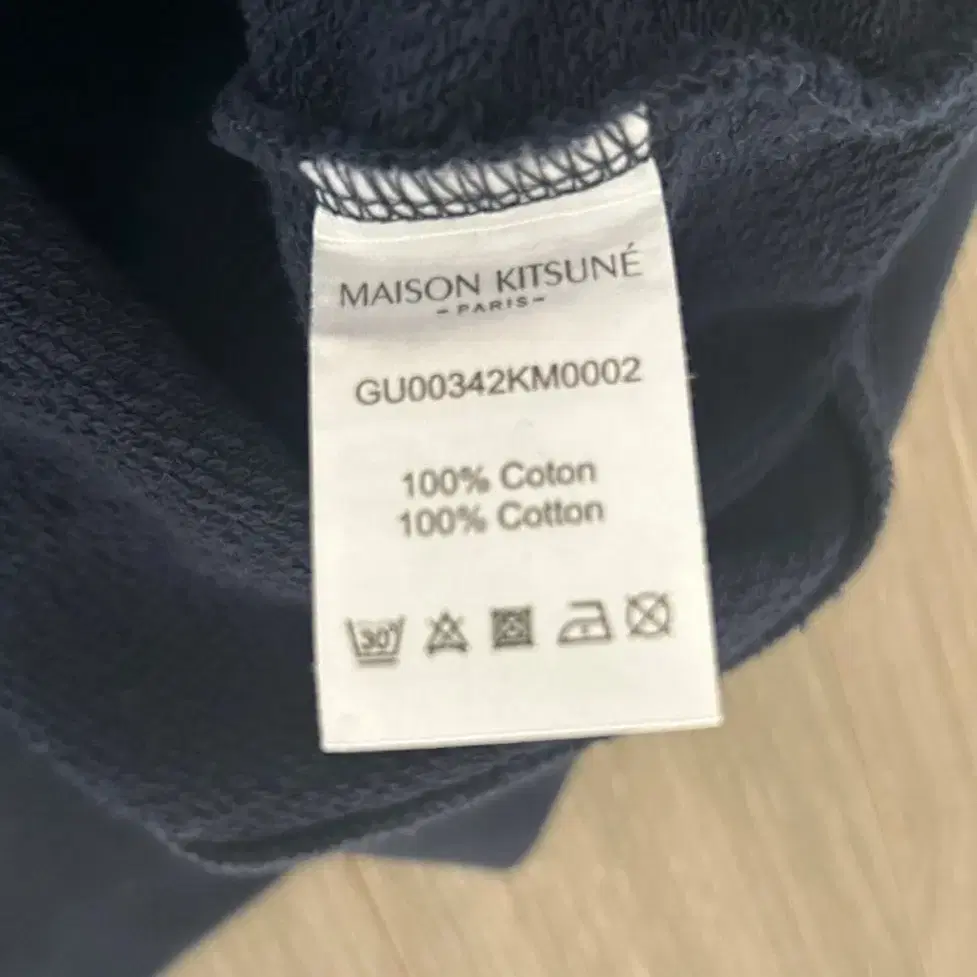 MAISON KITSUNÉ
- PARIS -
GU00342KM0002
100% Coton
100% Cotton
30°